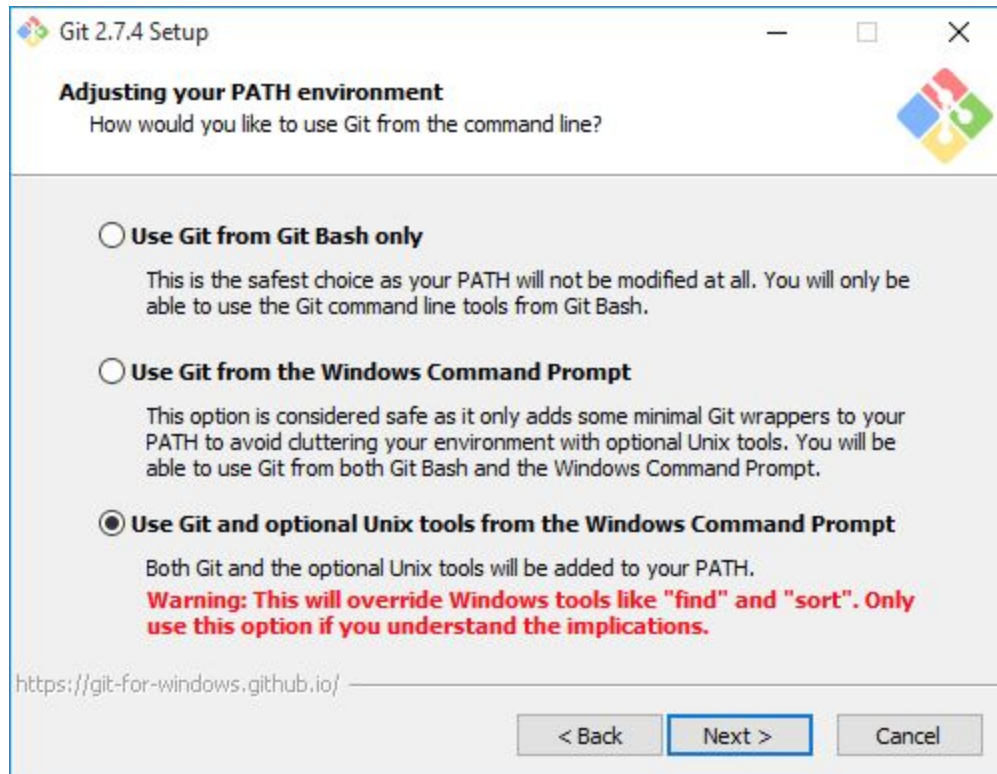 Git 2.7.4 Setup
Adjusting your PATH environment
How would you like to use Git from the command line?
Use Git from Git Bash only
This is the safest choice as your PATH will not be modified at all. You will only be
able to use the Git command line tools from Git Bash.
Use Git from the Windows Command Prompt
This option is considered safe as it only adds some minimal Git wrappers to your
PATH to avoid cluttering your environment with optional Unix tools. You will be
able to use Git from both Git Bash and the Windows Command Prompt.
Use Git and optional Unix tools from the Windows Command Prompt
Both Git and the optional Unix tools will be added to your PATH.
Warning: This will override Windows tools like "find" and "sort". Only
use this option if you understand the implications.
https://git-for-windows.github.io/
< Back Next > Cancel